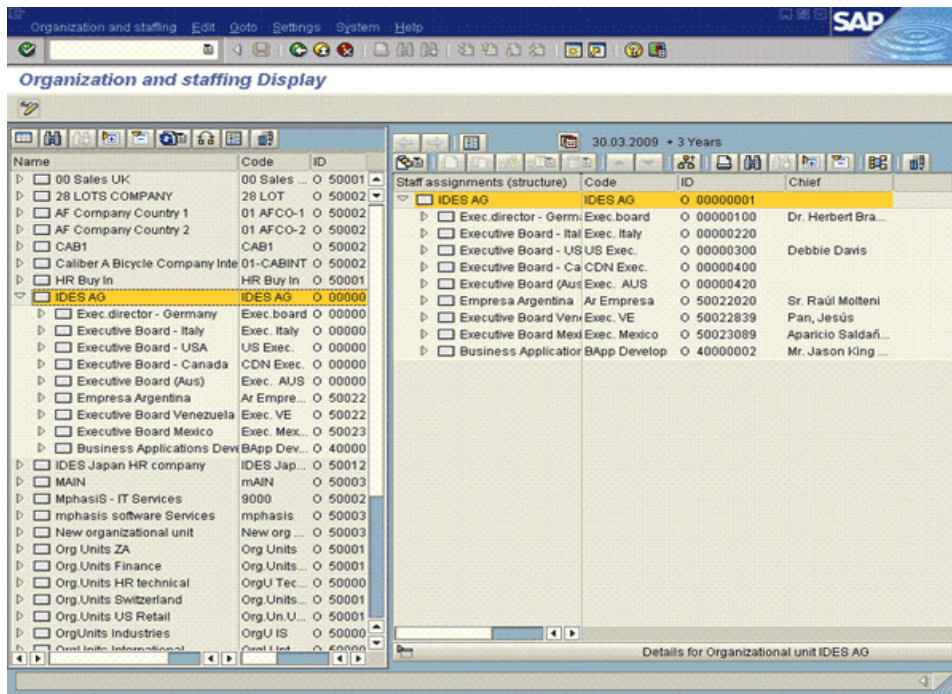 Organization and staffing Edit Goto Settings System Help
SAP
Organization and staffing Display
30.03.2009 + 3 Years
Name Code ID
00 Sales UK 00 Sales ... O 50001
28 LOTS COMPANY 28 LOT O 50002
AF Company Country 1 01 AFCO-1 O 50002
AF Company Country 2 01 AFCO-2 O 50002
CAB1 CAB1 O 50002
Caliber A Bicycle Company Inte 01-CABINT O 50002
HR Buy In HR Buy In O 50001
IDES AG IDES AG O 00000
Exec.director - Germany Exec.board O 00000
Executive Board - Italy Exec. Italy O 00000
Executive Board - USA US Exec. O 00000
Executive Board - Canada CDN Exec. O 00000
Executive Board (Aus) Exec. AUS O 00000
Empresa Argentina Ar Empre... O 50022
Executive Board Venezuela Exec. VE O 50022
Executive Board Mexico Exec. Mex... O 50023
Business Applications Deve BApp Dev... O 40000
IDES Japan HR company IDES Jap... O 50012
MAIN mAIN O 50003
MphasiS - IT Services 9000 O 50002
mphasis software Services mphasis O 50003
New organizational unit New org ... O 50003
Org Units ZA Org Units O 50001
Org.Units Finance Org.Units... O 50001
Org.Units HR technical OrgU Tec... O 50000
Org.Units Switzerland Org.Units... O 50001
Org.Units US Retail Org.Un.U... O 50001
OrgUnits Industries OrgU IS O 50000
Staff assignments (structure) Code ID Chief
IDES AG IDES AG O 00000001
Exec.director - Germ Exec.board O 00000100 Dr. Herbert Bra...
Executive Board - Ital Exec. Italy O 00000220
Executive Board - US US Exec. O 00000300 Debbie Davis
Executive Board - Ca CDN Exec. O 00000400
Executive Board (Aus Exec. AUS O 00000420
Empresa Argentina Ar Empresa O 50022020 Sr. Raúl Molteni
Executive Board Ven Exec. VE O 50022839 Pan, Jesús
Executive Board Mexi Exec. Mexico O 50023089 Aparicio Saldañ...
Business Application BApp Develop O 40000002 Mr. Jason King ...
Details for Organizational unit IDES AG